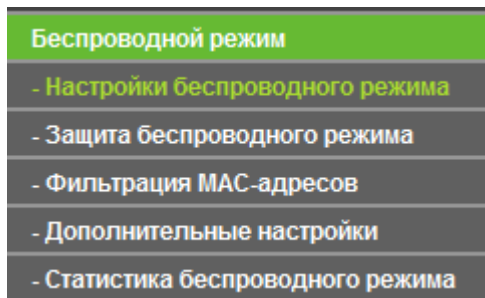 Беспроводной режим
- Настройки беспроводного режима
- Защита беспроводного режима
- Фильтрация MAC-адресов
- Дополнительные настройки
- Статистика беспроводного режима